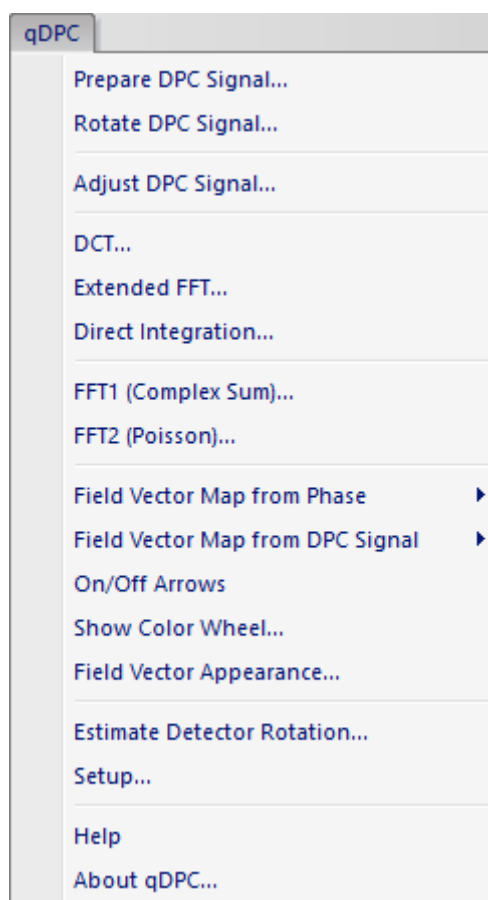 qDPC
Prepare DPC Signal...
Rotate DPC Signal...
Adjust DPC Signal...
DCT...
Extended FFT...
Direct Integration...
FFT1 (Complex Sum)...
FFT2 (Poisson)...
Field Vector Map from Phase
Field Vector Map from DPC Signal
On/Off Arrows
Show Color Wheel...
Field Vector Appearance...
Estimate Detector Rotation...
Setup...
Help
About qDPC...